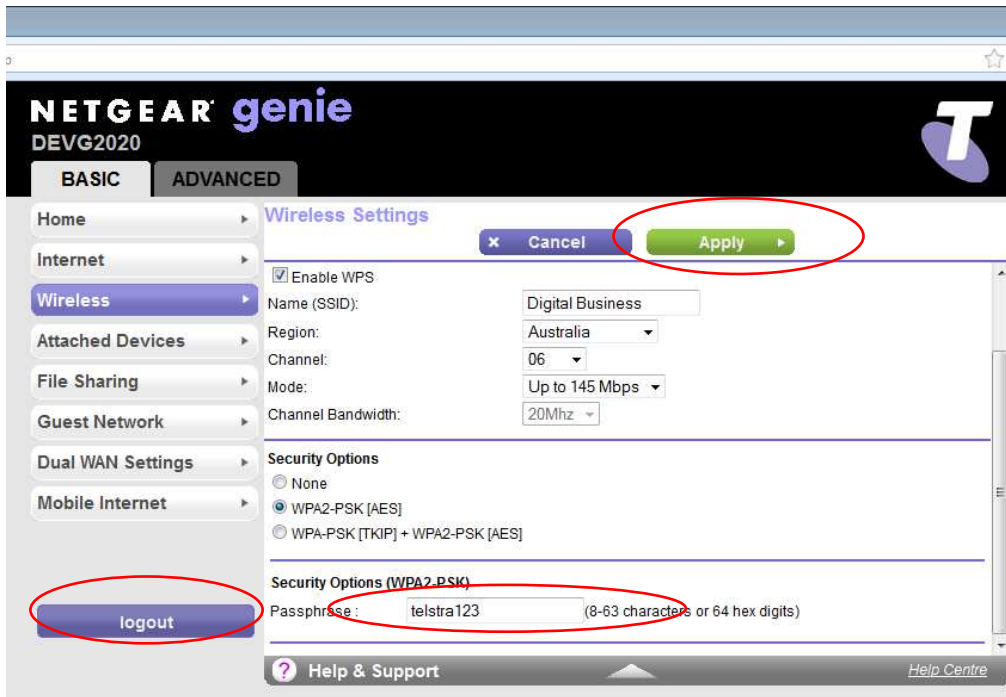 NETGEAR genie
DEVG2020
BASIC ADVANCED
Home
Internet
Wireless
Attached Devices
File Sharing
Guest Network
Dual WAN Settings
Mobile Internet
logout
Wireless Settings
× Cancel Apply
Enable WPS
Name (SSID): Digital Business
Region: Australia
Channel: 06
Mode: Up to 145 Mbps
Channel Bandwidth: 20Mhz
Security Options
None
WPA2-PSK [AES]
WPA-PSK [TKIP] + WPA2-PSK [AES]
Security Options (WPA2-PSK)
Passphrase : telstra123 (8-63 characters or 64 hex digits)
? Help & Support Help Centre